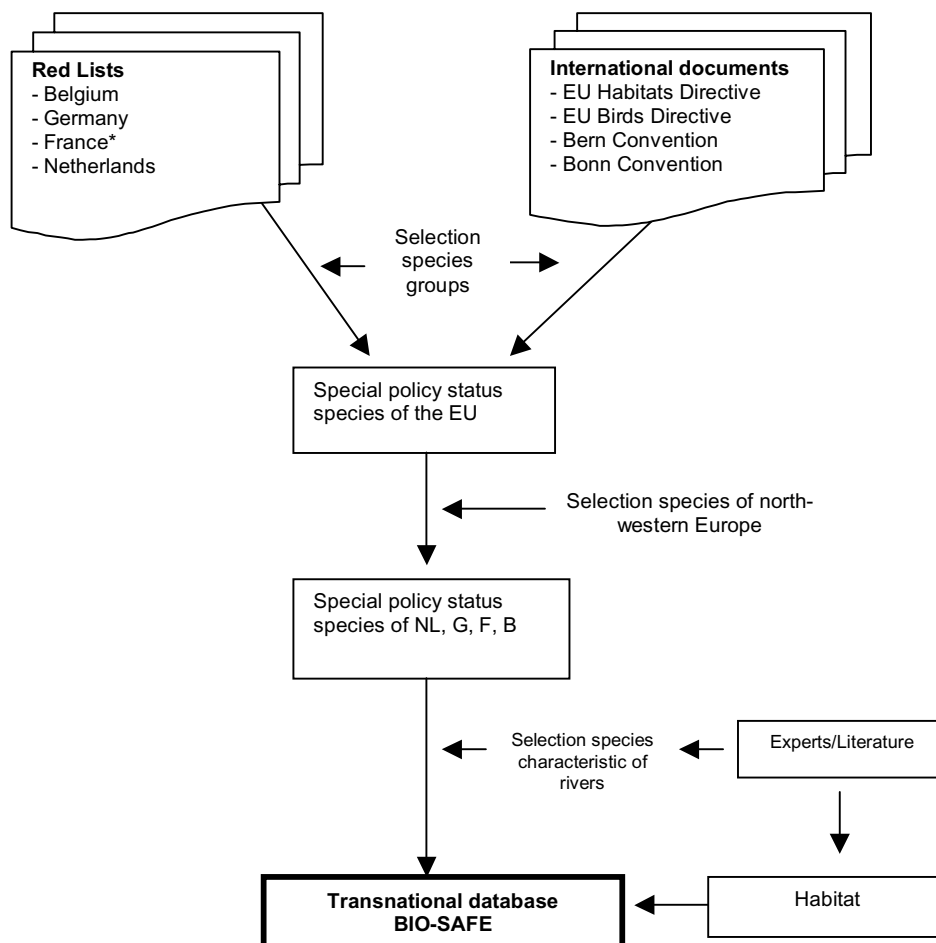 Red Lists
- Belgium
- Germany
- France*
- Netherlands
International documents
- EU Habitats Directive
- EU Birds Directive
- Bern Convention
- Bonn Convention
Selection
species
groups
Special policy status
species of the EU
Selection species of north-
western Europe
Special policy status
species of NL, G, F, B
Selection species
characteristic of
rivers
Experts/Literature
Transnational database
BIO-SAFE
Habitat